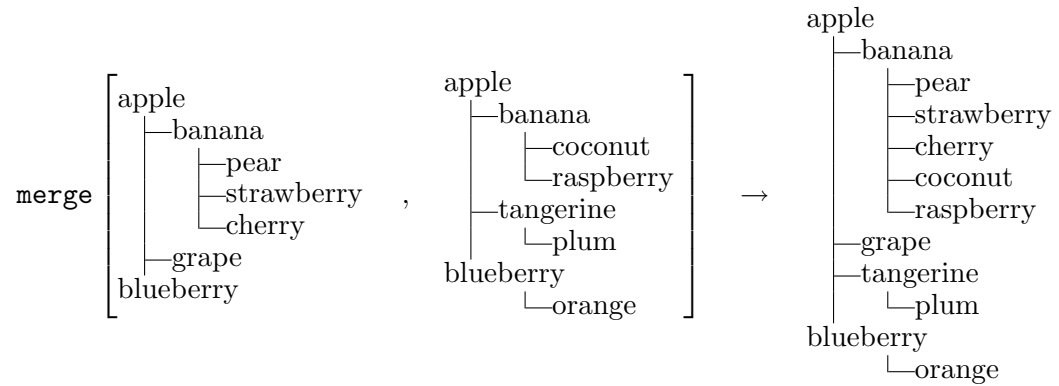 merge
apple
banana
pear
strawberry
cherry
grape
blueberry
,
apple
banana
coconut
raspberry
tangerine
plum
blueberry
orange
→
apple
banana
pear
strawberry
cherry
coconut
raspberry
grape
tangerine
plum
blueberry
orange